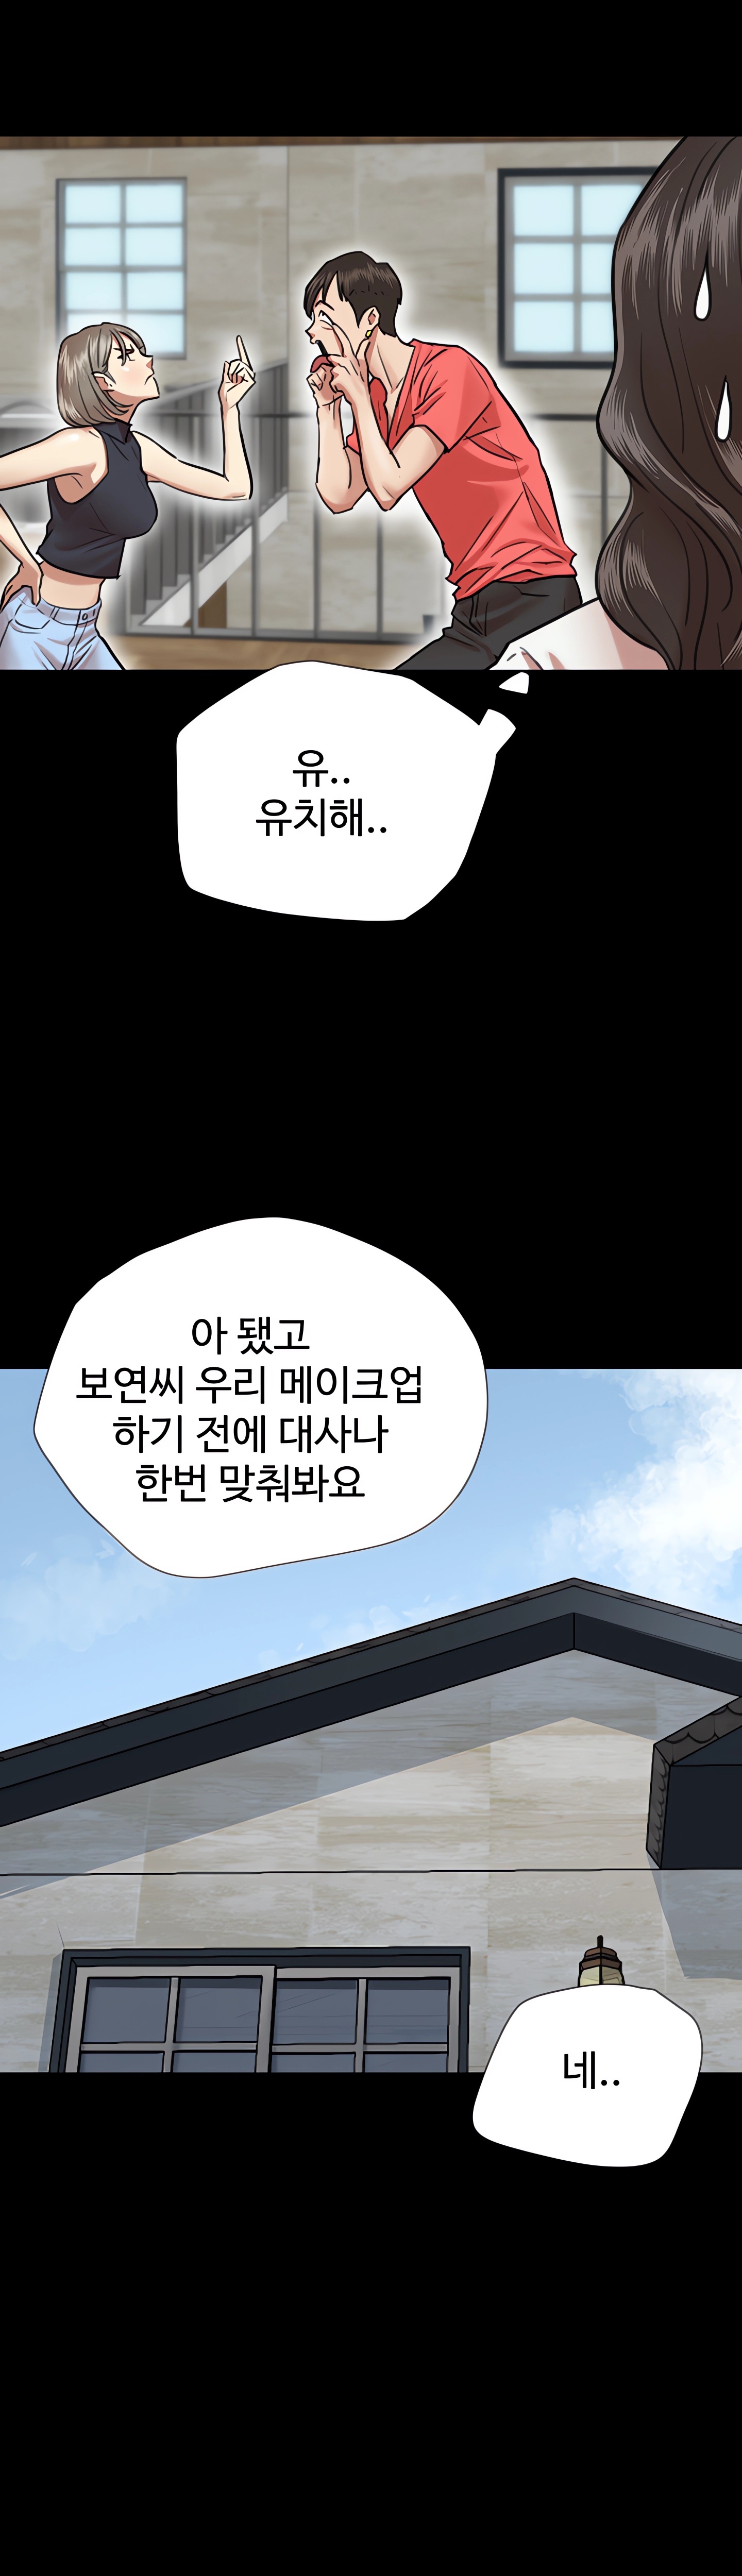 유..
유치해..
아 됐고
보연씨 우리 메이크업
하기 전에 대사나
한번 맞춰봐요
네..